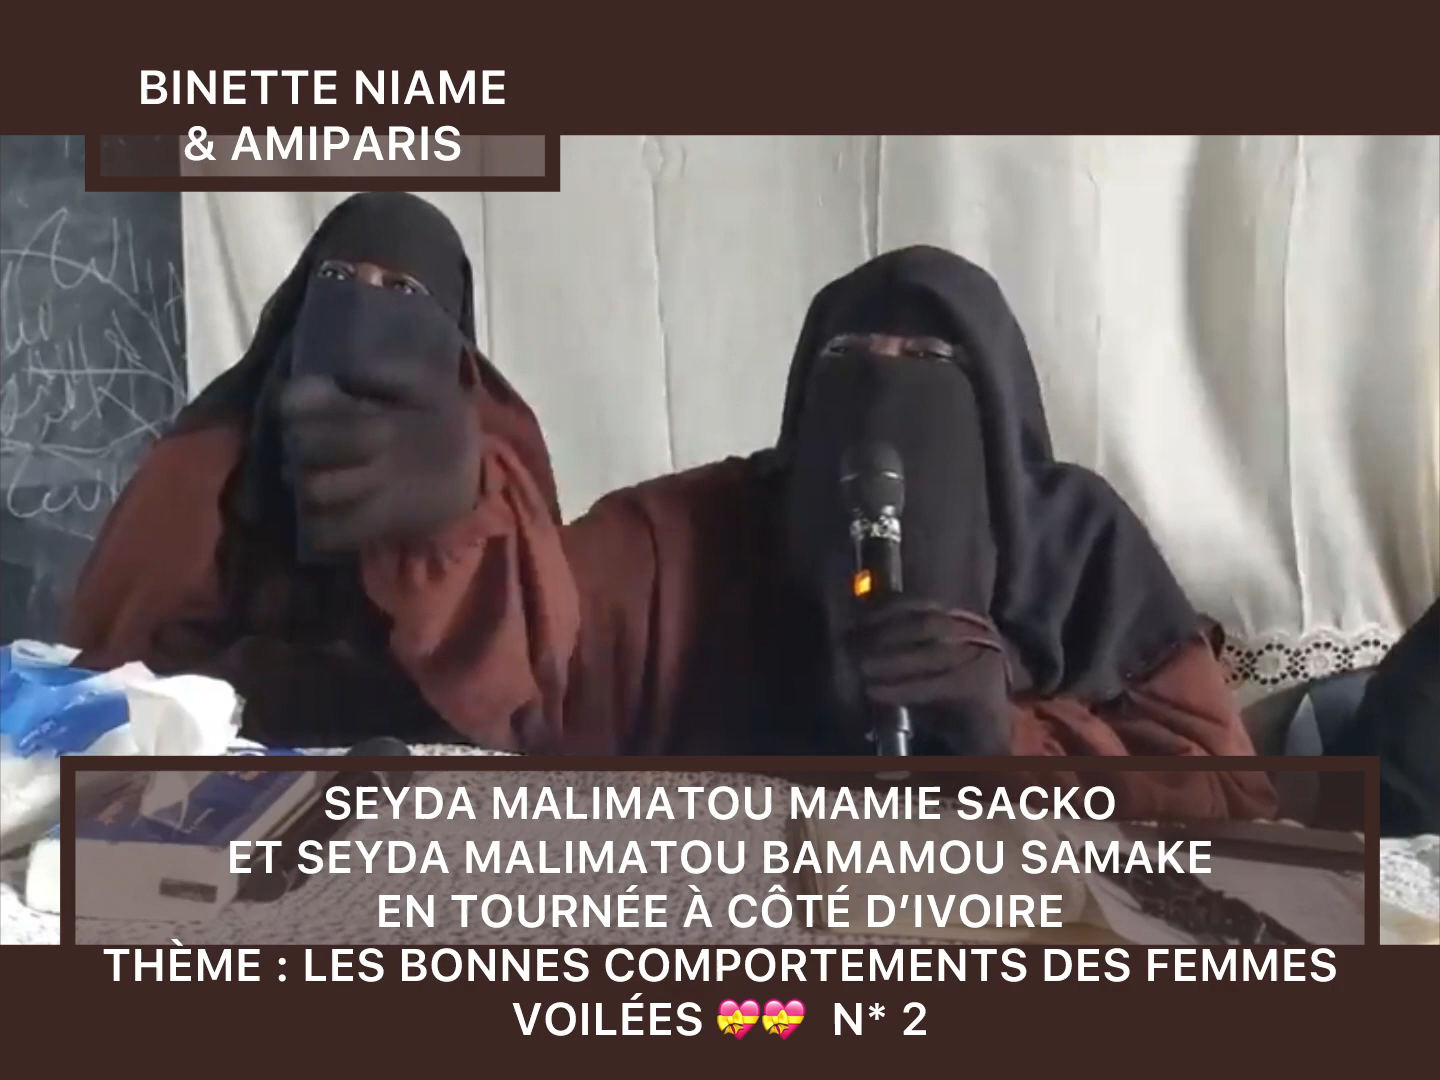 BINETTE NIAME
& AMIPARIS
SEYDA MALIMATOU MAMIE SACKO
ET SEYDA MALIMATOU BAMAMOU SAMAKE
EN TOURNÉE À CÔTÉ D’IVOIRE
THÈME : LES BONNES COMPORTEMENTS DES FEMMES
VOILÉES 💝💝 N* 2